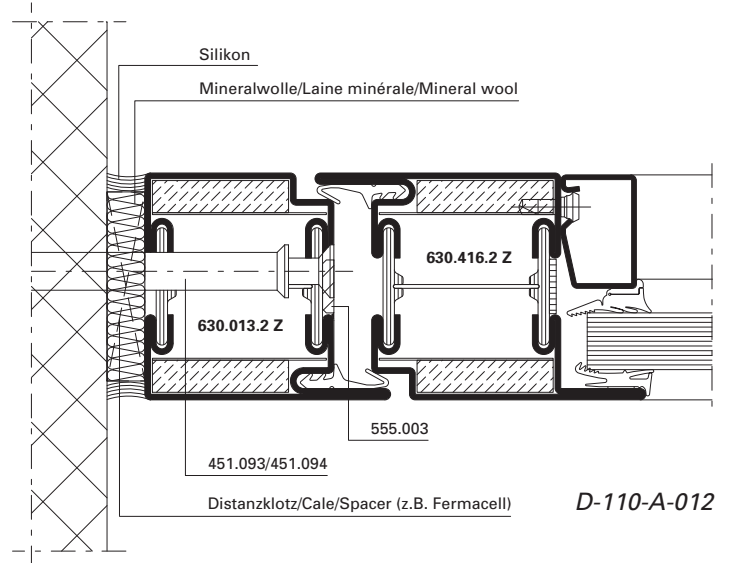 Silikon
Mineralwolle/Laine minérale/Mineral wool
630.416.2 Z
630.013.2 Z
555.003
451.093/451.094
Distanzklotz/Cale/Spacer (z.B. Fermacell)
D-110-A-012